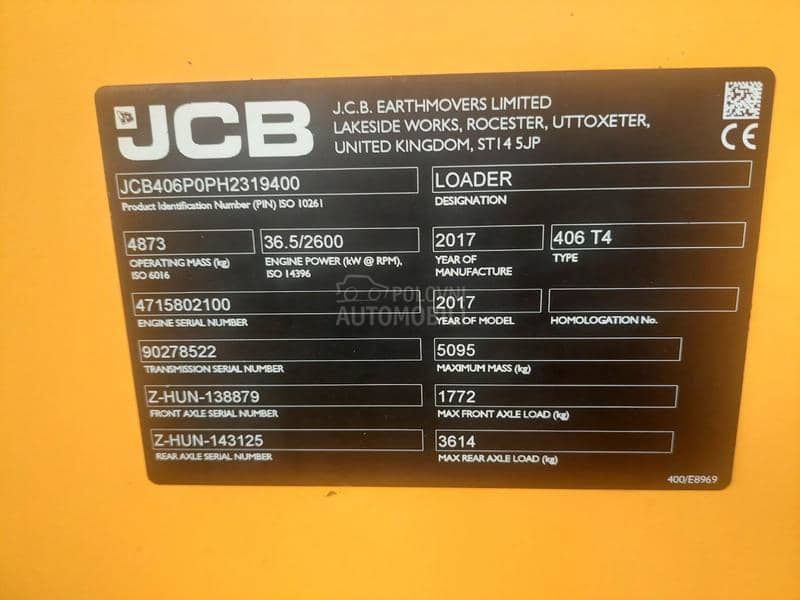 JCB
JCB
J.C.B. EARTHMOVERS LIMITED
LAKESIDE WORKS, ROCESTER, UTTOXETER,
UNITED KINGDOM, ST14 5JP
CE
JCB406P0PH2319400
Product Identification Number (PIN) ISO 10261
LOADER
DESIGNATION
4873
OPERATING MASS (kg)
ISO 6016
36.5/2600
ENGINE POWER (kW @ RPM),
ISO 14396
2017
YEAR OF
MANUFACTURE
406 T4
TYPE
4715802100
ENGINE SERIAL NUMBER
2017
YEAR OF MODEL
HOMOLOGATION No.
POLOVNI
AUTOMOBILI
90278522
TRANSMISSION SERIAL NUMBER
5095
MAXIMUM MASS (kg)
Z-HUN-138879
FRONT AXLE SERIAL NUMBER
1772
MAX FRONT AXLE LOAD (kg)
Z-HUN-143125
REAR AXLE SERIAL NUMBER
3614
MAX REAR AXLE LOAD (kg)
400/E8969